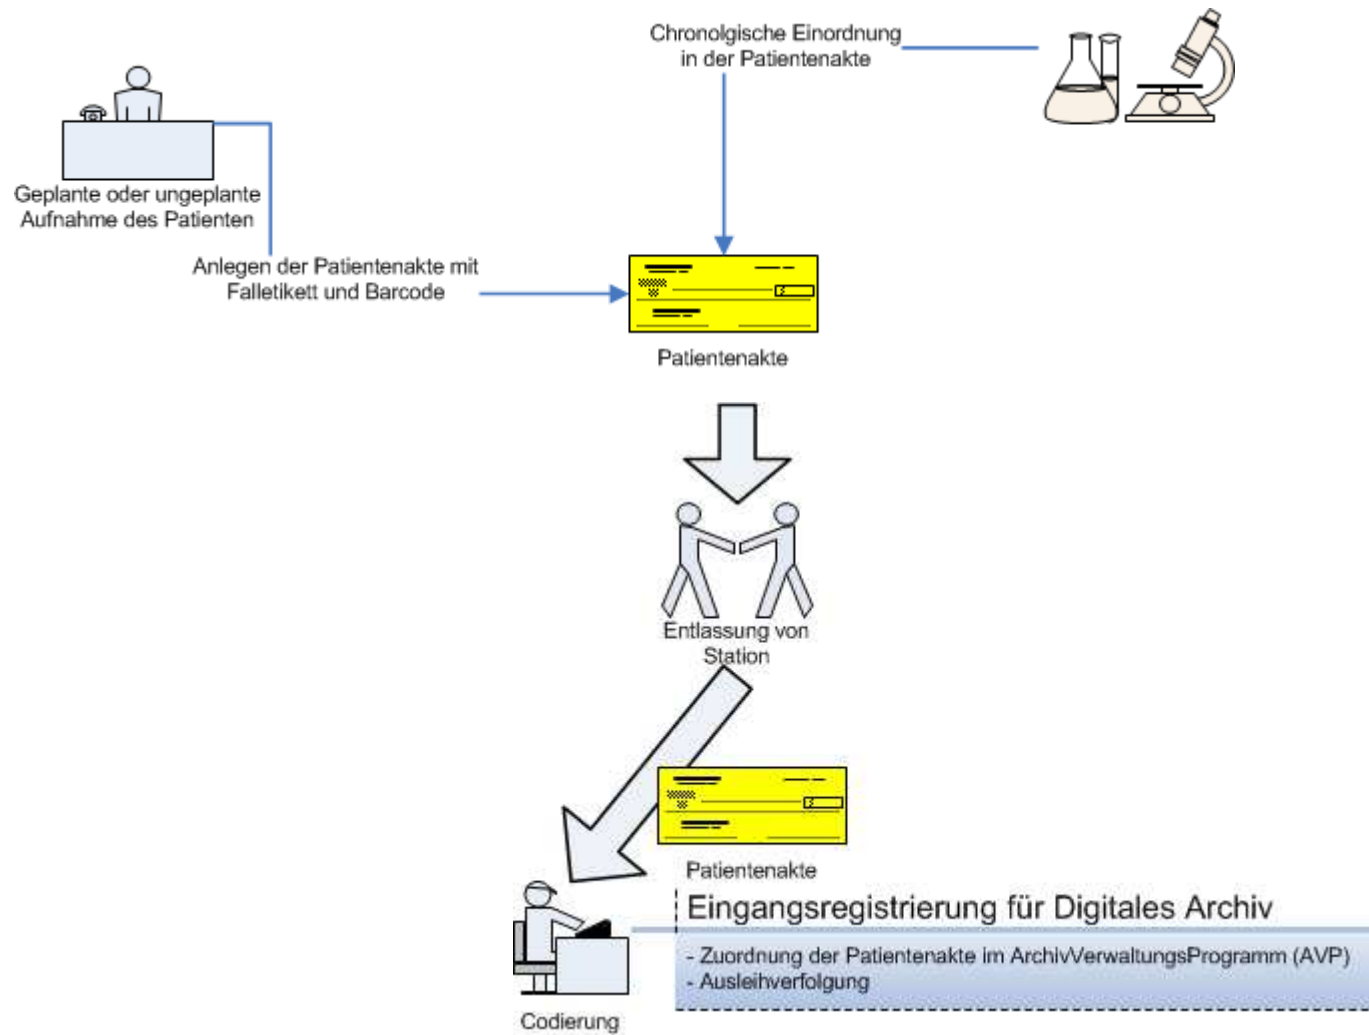 Chronolgische Einordnung
in der Patientenakte
Geplante oder ungeplante
Aufnahme des Patienten
Anlegen der Patientenakte mit
Falletikett und Barcode
Patientenakte
Entlassung von
Station
Patientenakte
Eingangsregistrierung für Digitales Archiv
- Zuordnung der Patientenakte im ArchivVerwaltungsProgramm (AVP)
- Ausleihverfolgung
Codierung